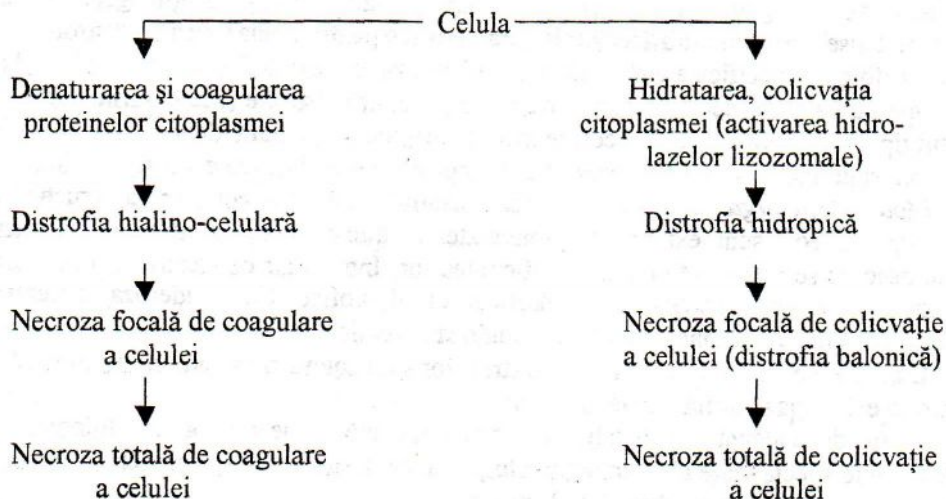 Celula
Denaturarea şi coagularea
proteinelor citoplasmei
Distrofia hialino-celulară
Necroza focală de coagulare
a celulei
Necroza totală de coagulare
a celulei
Hidratarea, colicvaţia
citoplasmei (activarea hidro-
lazelor lizozomale)
Distrofia hidropică
Necroza focală de colicvaţie
a celulei (distrofia balonică)
Necroza totală de colicvaţie
a celulei